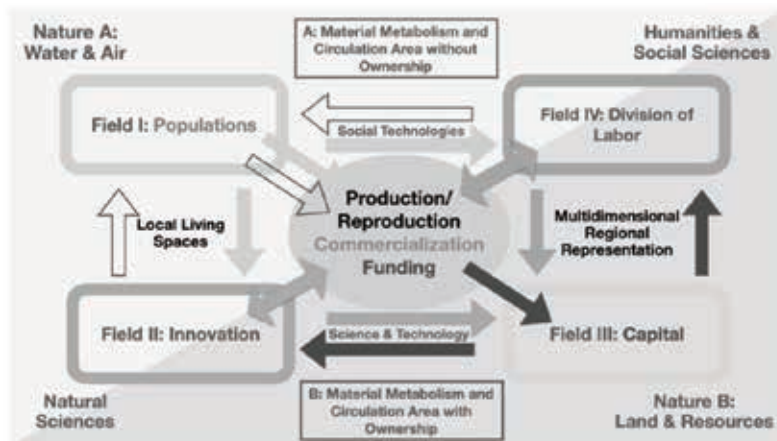 Nature A:
Water & Air
A: Material Metabolism and
Circulation Area without
Ownership
Humanities &
Social Sciences
Field I: Populations
Social Technologies
Field IV: Division of
Labor
Production/
Reproduction
Commercialization
Funding
Local Living
Spaces
Multidimensional
Regional
Representation
Field II: Innovation
Science & Technology
Field III: Capital
Natural
Sciences
B: Material Metabolism and
Circulation Area with
Ownership
Nature B:
Land & Resources